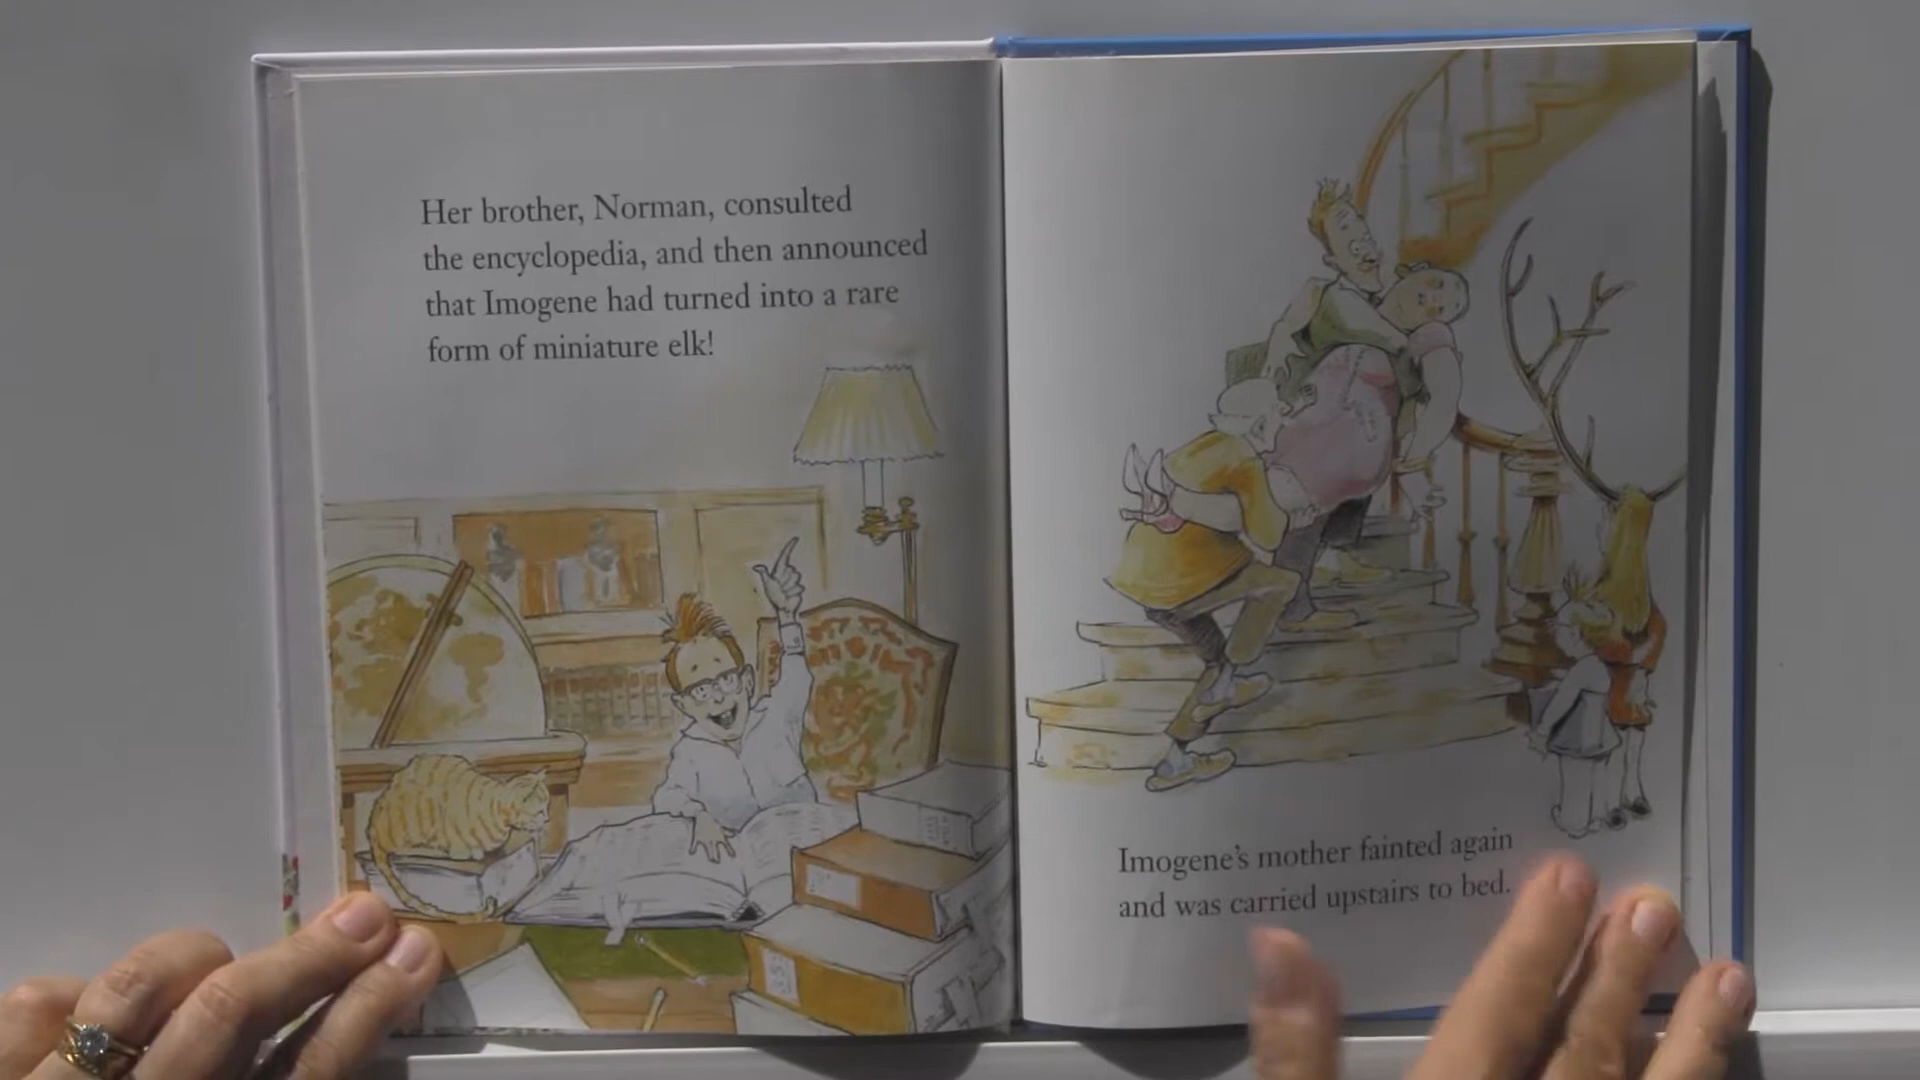 Her brother, Norman, consulted
the encyclopedia, and then announced
that Imogene had turned into a rare
form of miniature elk!
Imogene's mother fainted again
and was carried upstairs to bed.